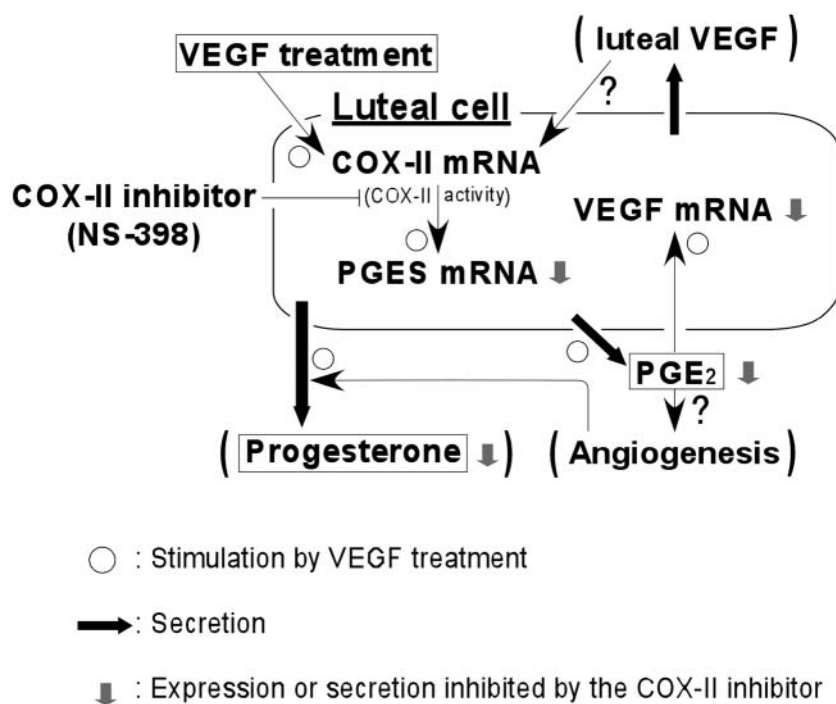 VEGF treatment
( luteal VEGF )
?
Luteal cell
COX-II mRNA
COX-II inhibitor
(NS-398)
(COX-II activity)
VEGF mRNA
PGES mRNA
PGE2
?
( Progesterone )
( Angiogenesis )
: Stimulation by VEGF treatment
: Secretion
: Expression or secretion inhibited by the COX-II inhibitor